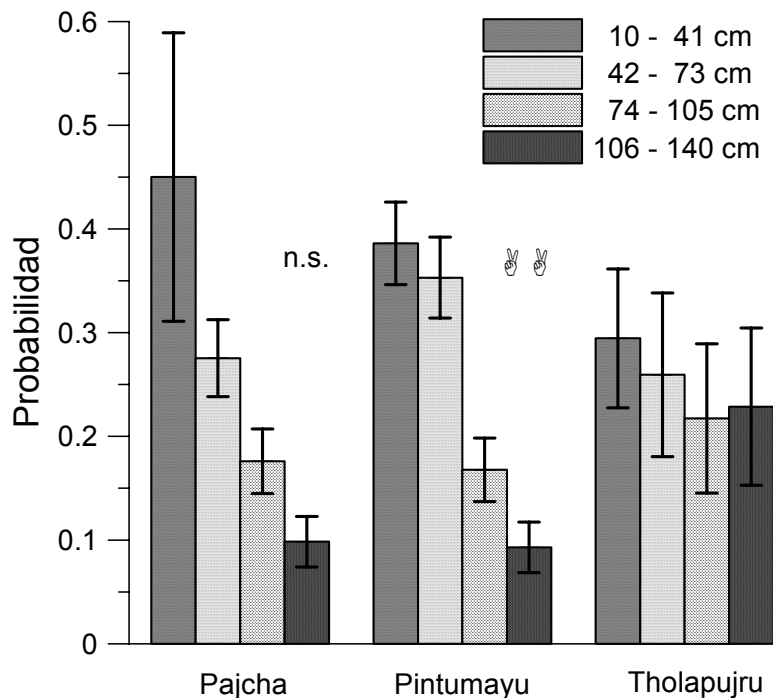 10 - 41 cm
42 - 73 cm
74 - 105 cm
106 - 140 cm
Probabilidad
0.6
0.5
0.4
0.3
0.2
0.1
0
n.s.
✌ ✌
Pajcha Pintumayu Tholapujru